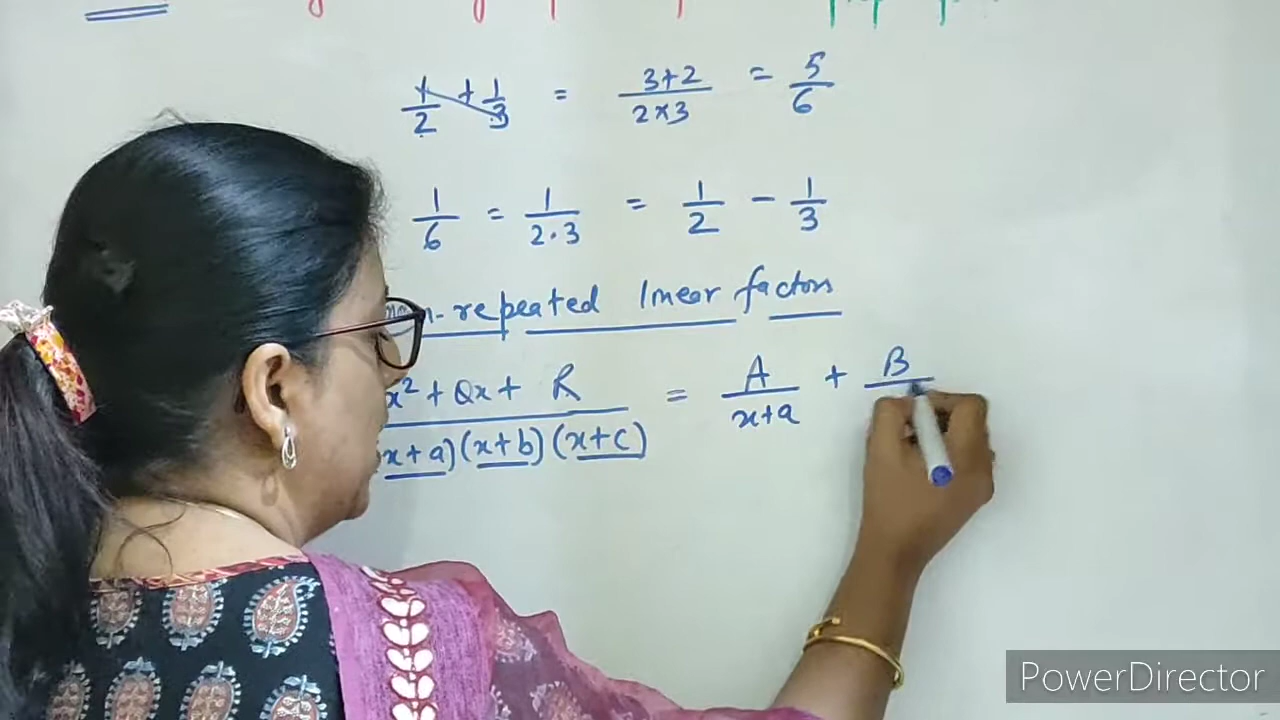 1/2 + 1/3 = 3+2/2×3 = 5/6
1/6 = 1/2·3 = 1/2 - 1/3
repeated linear factors
x² + Qx + R / (x+a)(x+b)(x+c) = A/x+a + B/
PowerDirector